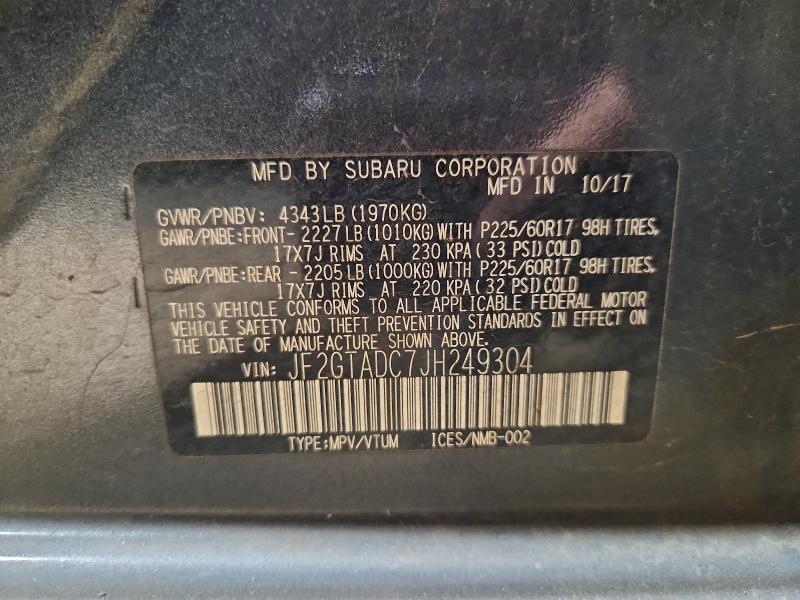 MFD BY SUBARU CORPORATION
MFD IN 10/17
GVWR/PNBV: 4343LB (1970KG)
GAWR/PNBE:FRONT- 2227LB (1010KG) WITH P225/60R17 98H TIRES,
17X7J RIMS AT 230 KPA (33 PSI) COLD
GAWR/PNBE:REAR - 2205LB (1000KG) WITH P225/60R17 98H TIRES,
17X7J RIMS AT 220 KPA (32 PSI) COLD
THIS VEHICLE CONFORMS TO ALL APPLICABLE FEDERAL MOTOR
VEHICLE SAFETY AND THEFT PREVENTION STANDARDS IN EFFECT ON
THE DATE OF MANUFACTURE SHOWN ABOVE.
VIN: JF2GTADC7JH249304
TYPE:MPV/VTUM ICES/NMB-002